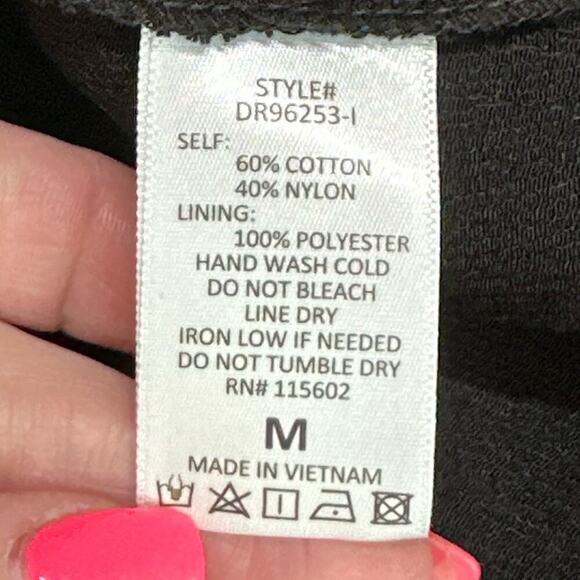 STYLE#
DR96253-I
SELF:
60% COTTON
40% NYLON
LINING:
100% POLYESTER
HAND WASH COLD
DO NOT BLEACH
LINE DRY
IRON LOW IF NEEDED
DO NOT TUMBLE DRY
RN# 115602
M
MADE IN VIETNAM